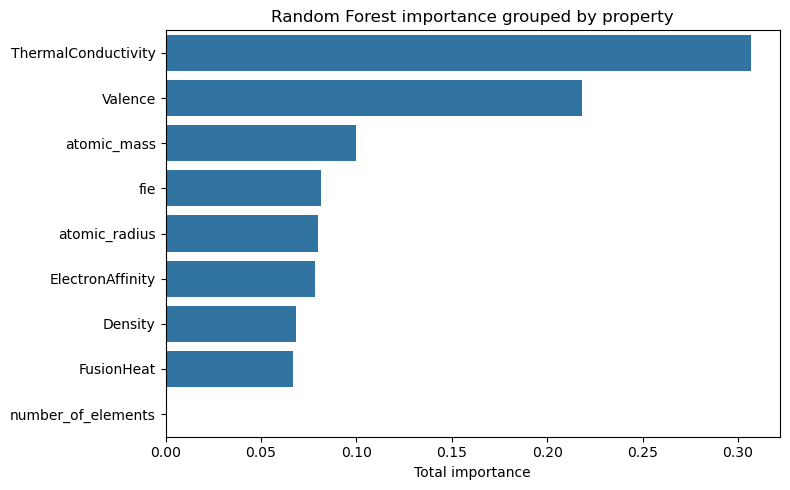 Random Forest importance grouped by property
ThermalConductivity
Valence
atomic_mass
fie
atomic_radius
ElectronAffinity
Density
FusionHeat
number_of_elements
0.00 0.05 0.10 0.15 0.20 0.25 0.30
Total importance